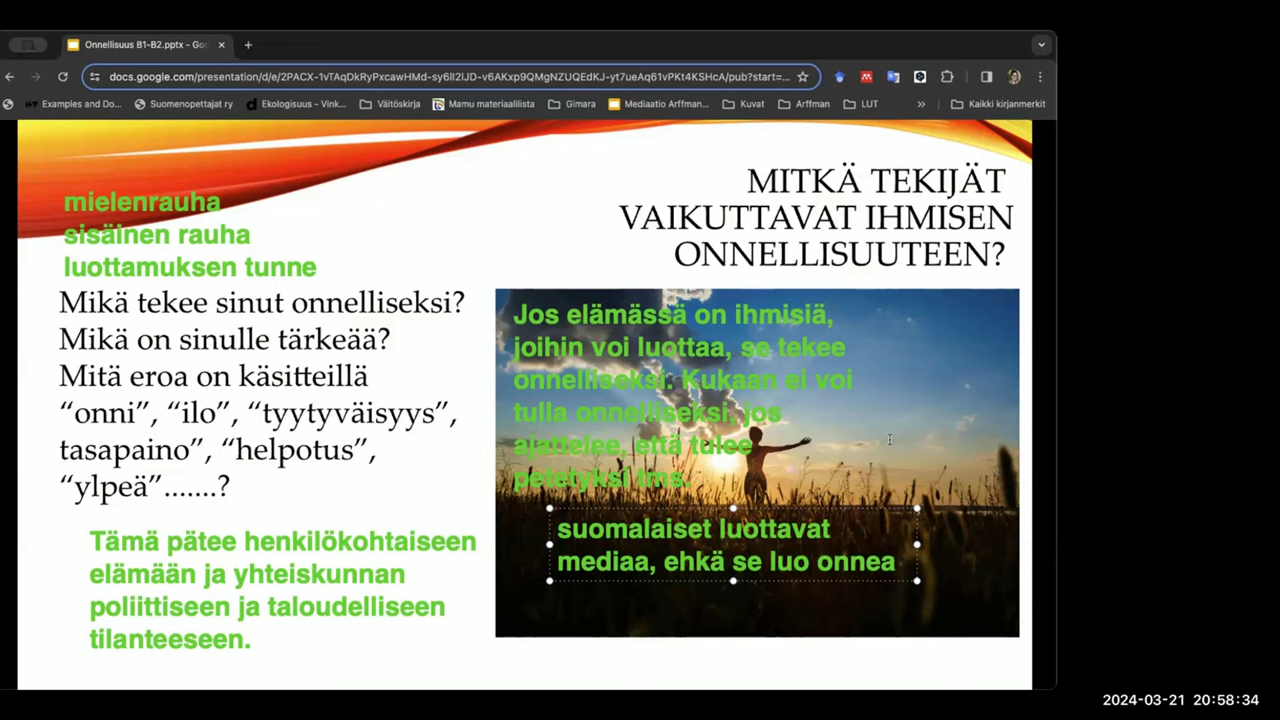 Onnellisuus B1-B2.pptx - Goo
docs.google.com/presentation/d/e/2PACX-1vTAqDkRyPxcawHMd-sy6lI2lJD-v6AKxp9QMgNZUQEdKJ-yt7ueAq61vPKt4KSHcA/pub?start=...
Examples and Do...
Suomenopettajat ry
Ekologisuus – Vink...
Väitöskirja
Mamu materiaalilista
Gimara
Mediaatio Arffman...
Kuvat
Arffman
LUT
Kaikki kirjanmerkit
MITKÄ TEKIJÄT
VAIKUTTAVAT IHMISEN
ONNELLISUUTEEN?
mielenrauha
sisäinen rauha
luottamuksen tunne
Mikä tekee sinut onnelliseksi?
Mikä on sinulle tärkeää?
Mitä eroa on käsitteillä
“onni”, “ilo”, “tyytyväisyys”,
tasapaino”, “helpotus”,
“ylpeä”.......?
Tämä pätee henkilökohtaiseen
elämään ja yhteiskunnan
poliittiseen ja taloudelliseen
tilanteeseen.
Jos elämässä on ihmisiä,
joihin voi luottaa, se tekee
onnelliseksi. Kukaan ei voi
tulla onnelliseksi, jos
ajattelee, että tulee
petetyksi tms.
suomalaiset luottavat
mediaa, ehkä se luo onnea
2024-03-21 20:58:34